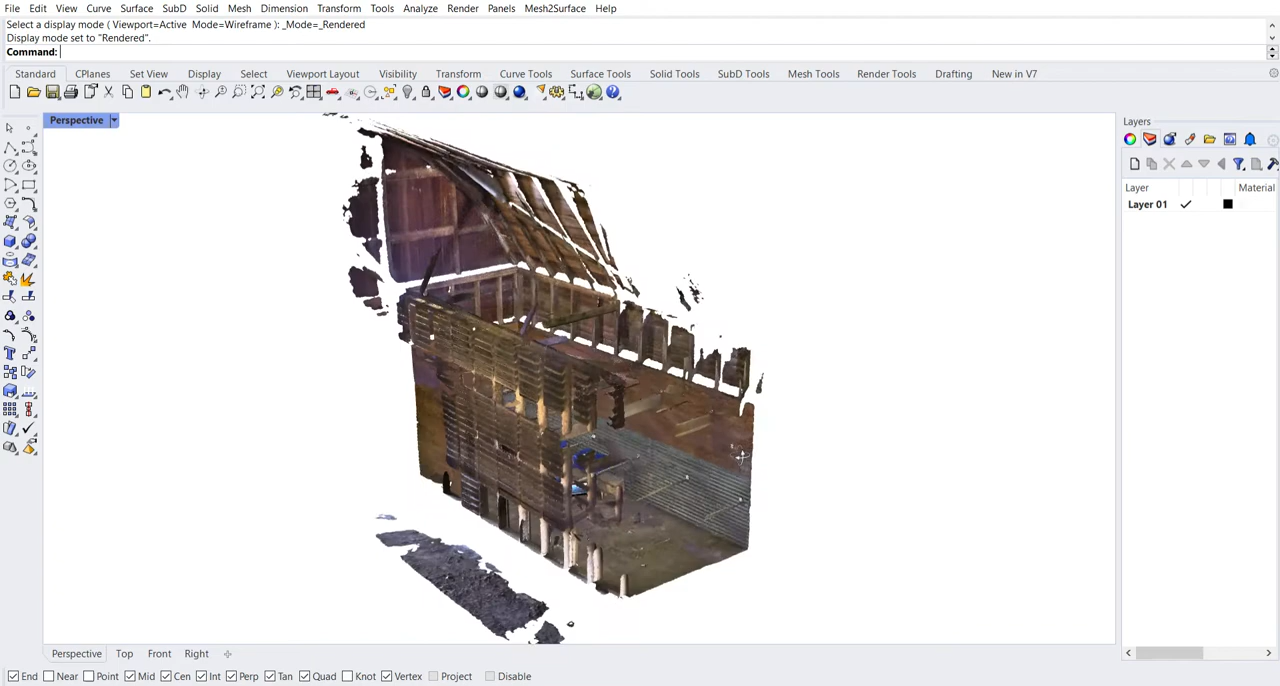 File Edit View Curve Surface Solid SubD Mesh Dimension Transform Tools Analyze Render Panels Mesh2Surface Help
Select a display mode ( Viewport=Active Mode=Wireframe ): _Mode=_Rendered
Display mode set to "Rendered".
Command:
Standard CPlanes Set View Display Select Viewport Layout Visibility Transform Curve Tools Surface Tools Solid Tools SubD Tools Mesh Tools Render Tools Drafting New in V7
Perspective
Layers
Layer Material
Layer 01
Perspective Top Front Right
End Near Point Mid Cen Int Perp Tan Quad Knot Vertex Project Disable